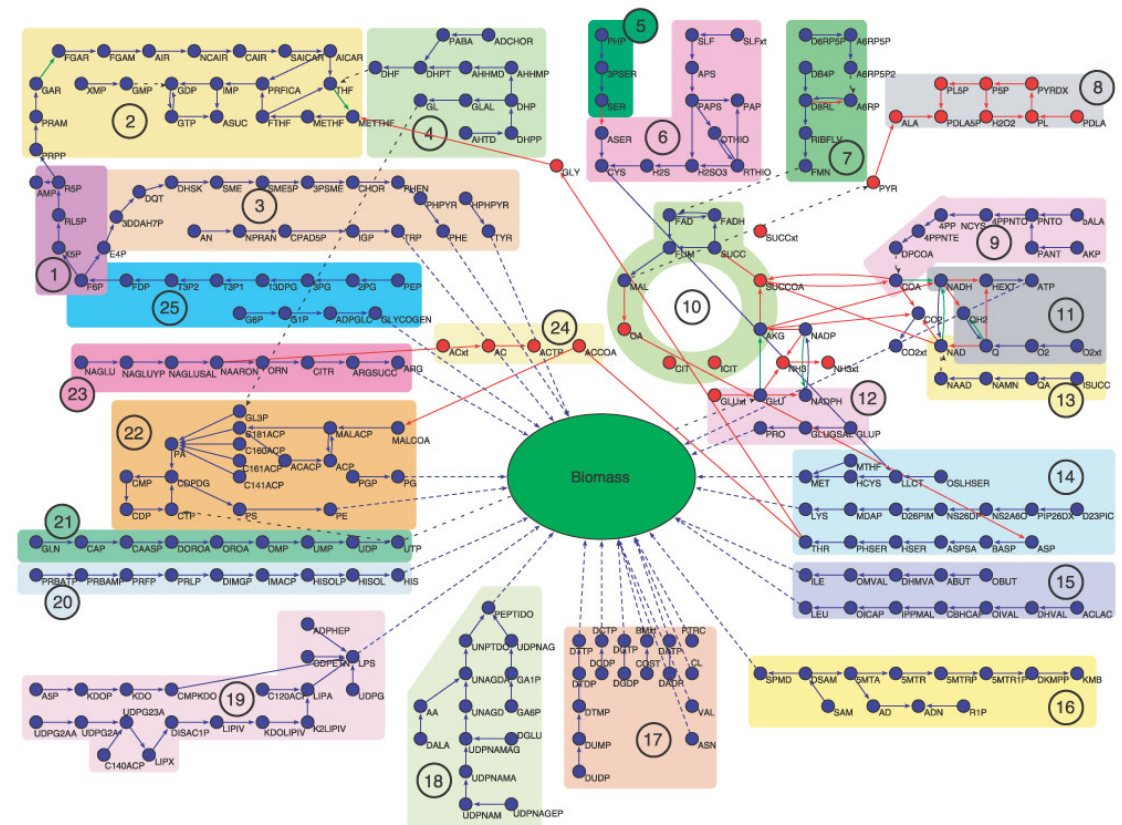 FGAR FGAM AIR NCAIR CAIR SAICAR AICAR
GAR XMP GMP GDP IMP PRFICA THF
PRAM GTP ASUC FTHF METHF METTHF
PRPP
2
PABA ADCHOR
DHF DHPT AHHMD AHHMP
GL GLAL DHP
AHTD DHPP
4
5
PHP
3PSER
SER
SLF SLFxt
APS
PAPS PAP
OTHIO
ASER
CYS H2S H2SO3 RTHIO
6
D6RP5P A6RP5P
DB4P A6RP5P2
D8RL A6RP
RIBFLV
FMN
7
8
PL5P P5P PYRDX
ALA PDLA5P H2O2 PL PDLA
GLY
PYR
AMP R5P
RL5P
X5P
F6P E4P
1
3DDAH7P
DQT DHSK SME SME5P 3PSME CHOR PHEN
PHPYR HPHPYR
AN NPRAN CPAD5P IGP TRP PHE TYR
3
FDP T3P2 T3P1 13DPG 3PG 2PG PEP
G6P G1P ADPGLC GLYCOGEN
25
FAD FADH
FUM SUCC
MAL SUCCOA
OA AKG
CIT ICIT
10
SUCCxt
4PP NCYS 4PPNTO PNTO bALA
4PPNTE
DPCOA PANT AKP
COA
9
NADH HEXT ATP
QH2
NAD Q O2 O2xt
11
CO2
CO2xt
NADP
NH3 NH3xt
NAAD NAMN QA ISUCC
13
GLUxt GLU NADPH
PRO GLUGSAL GLUP
12
ACxt AC ACTP ACCOA
24
NAGLU NAGLUYP NAGLUSAL NAARON ORN CITR ARGSUCC ARG
23
GL3P
C181ACP MALACP MALCOA
PA C160ACP
C161ACP ACACP ACP
C141ACP
CMP CDPDG PGP PG
CDP CTP PS PE
22
Biomass
MTHF
MET HCYS LLCT OSLHSER
LYS MDAP D26PIM NS26DP NS2A6O PIP26DX D23PIC
THR PHSER HSER ASPSA BASP ASP
14
21
GLN CAP CAASP DOROA OROA OMP UMP UDP UTP
PRBATP PRBAMP PRFP PRLP DIMGP IMACP HISOLP HISOL HIS
20
ILE OMVAL DHMVA ABUT OBUT
LEU OICAP IPPMAL CBHCAP OIVAL DHVAL ACLAC
15
ADPHEP
CDPETN LPS
A5P KDOP KDO CMPKDO C120ACP LIPA UDPG
UDPG2AA UDPG2A UDPG23A DISAC1P LIPIV KDOLIPIV K2LIPIV
C140ACP LIPX
19
PEPTIDO
UNPTDO UDPNAG
UNAGDA GA1P
AA UNAGD GA6P
DALA UDPNAMAG DGLU
UDPNAMA
UDPNAM UDPNAGEP
18
DCTP PTRC
DTTP DATP
DCDP COST CL
DTDP DGDP DADR
DTMP VAL
DUMP ASN
DUDP
17
SPMD DSAM 5MTA 5MTR 5MTRP 5MTR1P DKMPP KMB
SAM AD ADN R1P
16